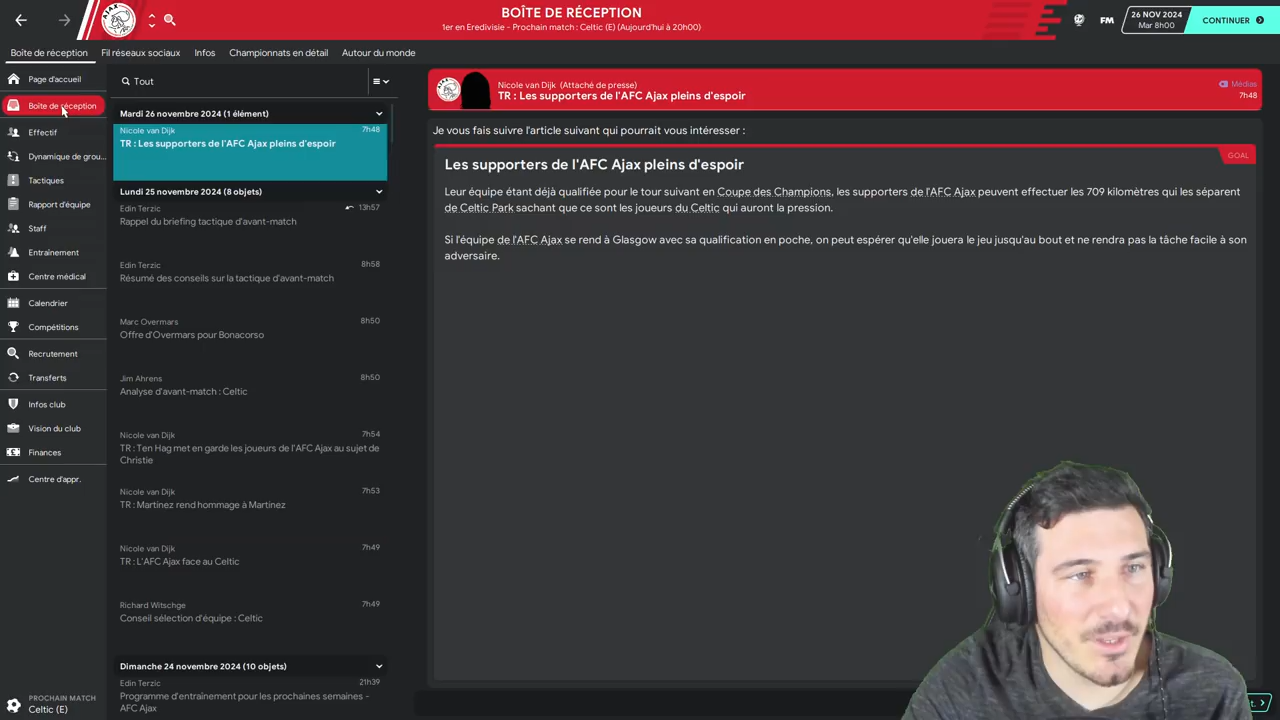 BOÎTE DE RÉCEPTION
1er en Eredivisie - Prochain match : Celtic (E) (Aujourd'hui à 20h00)
FM
26 NOV 2024
Mar 8h00
CONTINUER
Boîte de réception
Fil réseaux sociaux
Infos
Championnats en détail
Autour du monde
Page d'accueil
Boîte de réception
Effectif
Dynamique de grou...
Tactiques
Rapport d'équipe
Staff
Entrainement
Centre médical
Calendrier
Compétitions
Recrutement
Transferts
Infos club
Vision du club
Finances
Centre d'appr.
PROCHAIN MATCH
Celtic (E)
Tout
Mardi 26 novembre 2024 (1 élément)
Nicole van Dijk 7h48
TR : Les supporters de l'AFC Ajax pleins d'espoir
Lundi 25 novembre 2024 (8 objets)
Edin Terzic 13h57
Rappel du briefing tactique d'avant-match
Edin Terzic 8h58
Résumé des conseils sur la tactique d'avant-match
Marc Overmars 8h50
Offre d'Overmars pour Bonacorso
Jim Ahrens 8h50
Analyse d'avant-match : Celtic
Nicole van Dijk 7h54
TR : Ten Hag met en garde les joueurs de l'AFC Ajax au sujet de
Christie
Nicole van Dijk 7h53
TR : Martínez rend hommage à Martínez
Nicole van Dijk 7h49
TR : L'AFC Ajax face au Celtic
Richard Witschge 7h49
Conseil sélection d'équipe : Celtic
Dimanche 24 novembre 2024 (10 objets)
Edin Terzic 21h39
Programme d'entraînement pour les prochaines semaines -
AFC Ajax
Nicole van Dijk (Attaché de presse)
TR : Les supporters de l'AFC Ajax pleins d'espoir
Médias
7h48
Je vous fais suivre l'article suivant qui pourrait vous intéresser :
GOAL
Les supporters de l'AFC Ajax pleins d'espoir
Leur équipe étant déjà qualifiée pour le tour suivant en Coupe des Champions, les supporters de l'AFC Ajax peuvent effectuer les 709 kilomètres qui les séparent
de Celtic Park sachant que ce sont les joueurs du Celtic qui auront la pression.
Si l'équipe de l'AFC Ajax se rend à Glasgow avec sa qualification en poche, on peut espérer qu'elle jouera le jeu jusqu'au bout et ne rendra pas la tâche facile à son
adversaire.